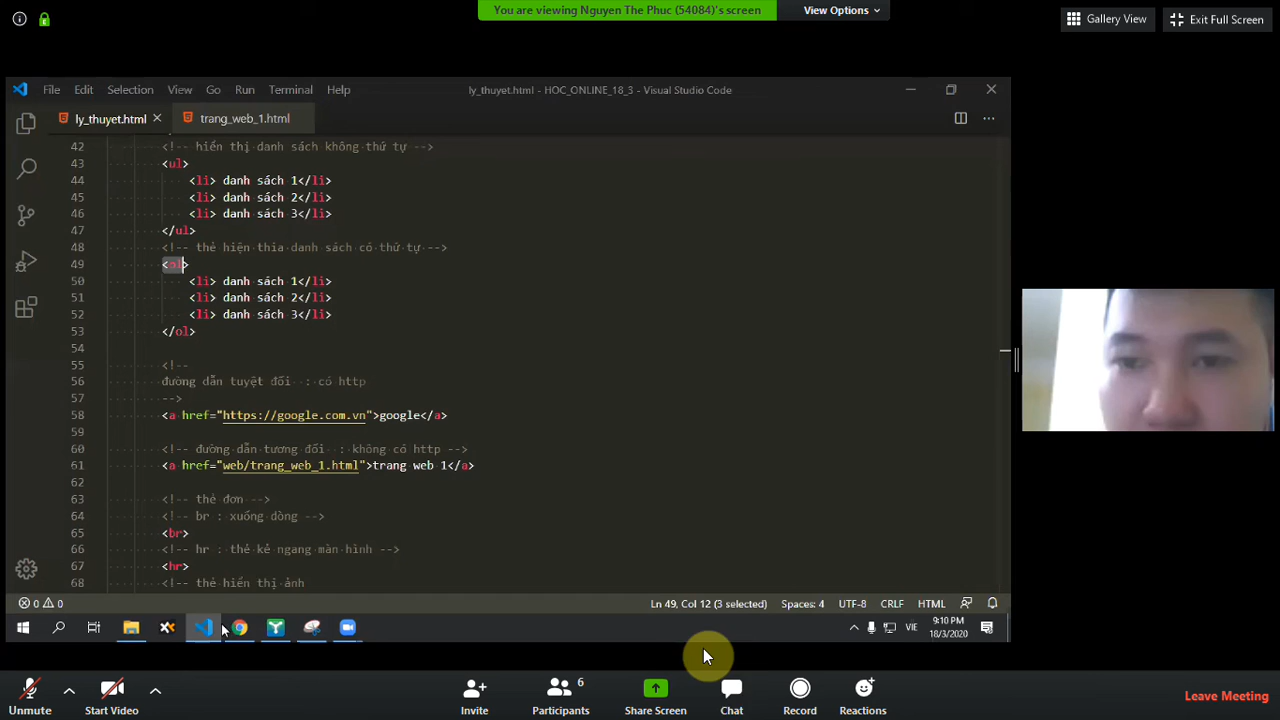 You are viewing Nguyen The Phuc (54084)'s screen
View Options
Gallery View
Exit Full Screen
File Edit Selection View Go Run Terminal Help
ly_thuyet.html - HOC_ONLINE_18_3 - Visual Studio Code
ly_thuyet.html
trang_web_1.html
42 <!-- hiển thị danh sách không thứ tự -->
43 <ul>
44 <li> danh sách 1</li>
45 <li> danh sách 2</li>
46 <li> danh sách 3</li>
47 </ul>
48 <!-- thẻ hiện thia danh sách có thứ tự -->
49 <ol>
50 <li> danh sách 1</li>
51 <li> danh sách 2</li>
52 <li> danh sách 3</li>
53 </ol>
54
55 <!--
56 đường dẫn tuyệt đối : có http
57 -->
58 <a href="https://google.com.vn">google</a>
59
60 <!-- đường dẫn tương đối : không có http -->
61 <a href="web/trang_web_1.html">trang web 1</a>
62
63 <!-- thẻ đơn -->
64 <!-- br : xuống dòng -->
65 <br>
66 <!-- hr : thẻ kẻ ngang màn hình -->
67 <hr>
68 <!-- thẻ hiển thị ảnh
0 0
Ln 49, Col 12 (3 selected)
Spaces: 4
UTF-8
CRLF
HTML
VIE
9:10 PM
18/3/2020
Unmute
Start Video
Invite
6
Participants
Share Screen
Chat
Record
Reactions
Leave Meeting